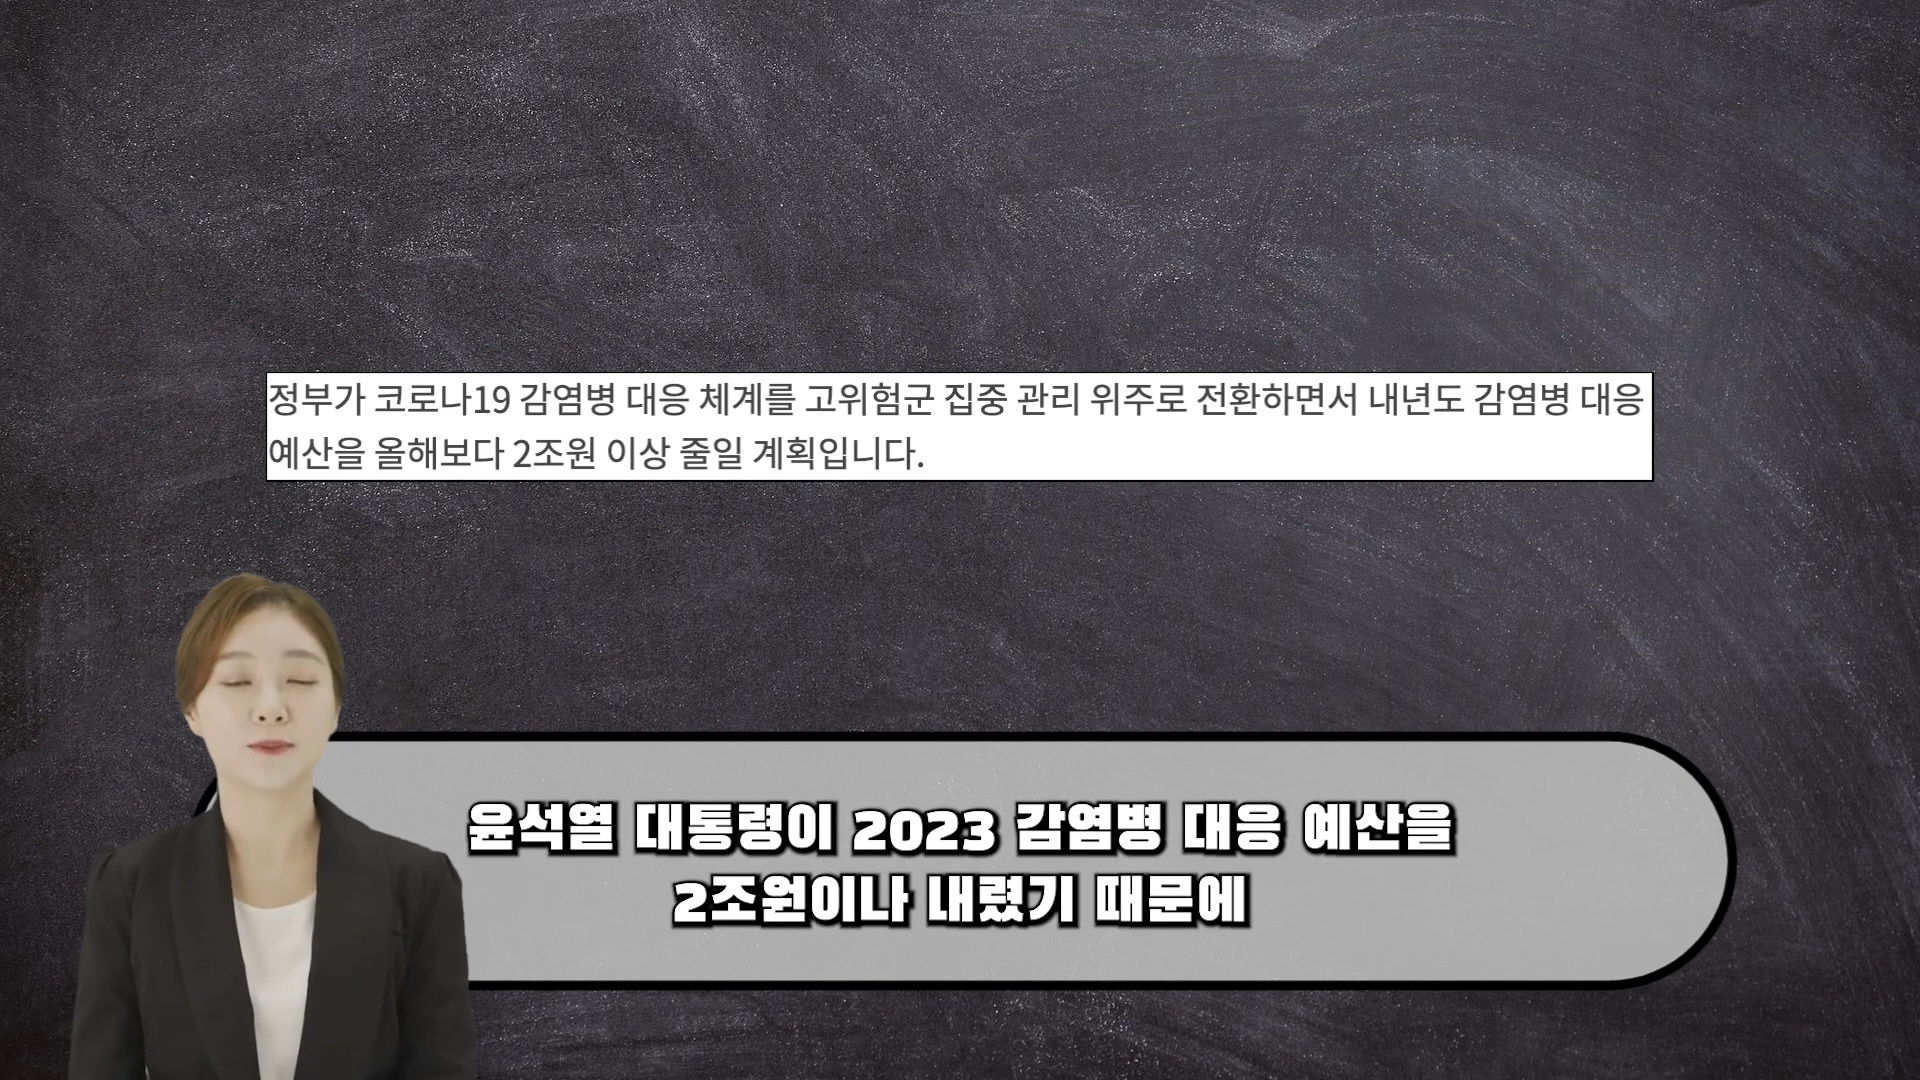 정부가 코로나19 감염병 대응 체계를 고위험군 집중 관리 위주로 전환하면서 내년도 감염병 대응
예산을 올해보다 2조원 이상 줄일 계획입니다.
윤석열 대통령이 2023 감염병 대응 예산을
2조원이나 내렸기 때문에